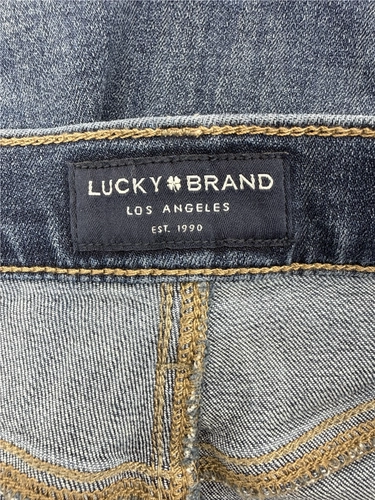 LUCKY BRAND
LOS ANGELES
EST. 1990